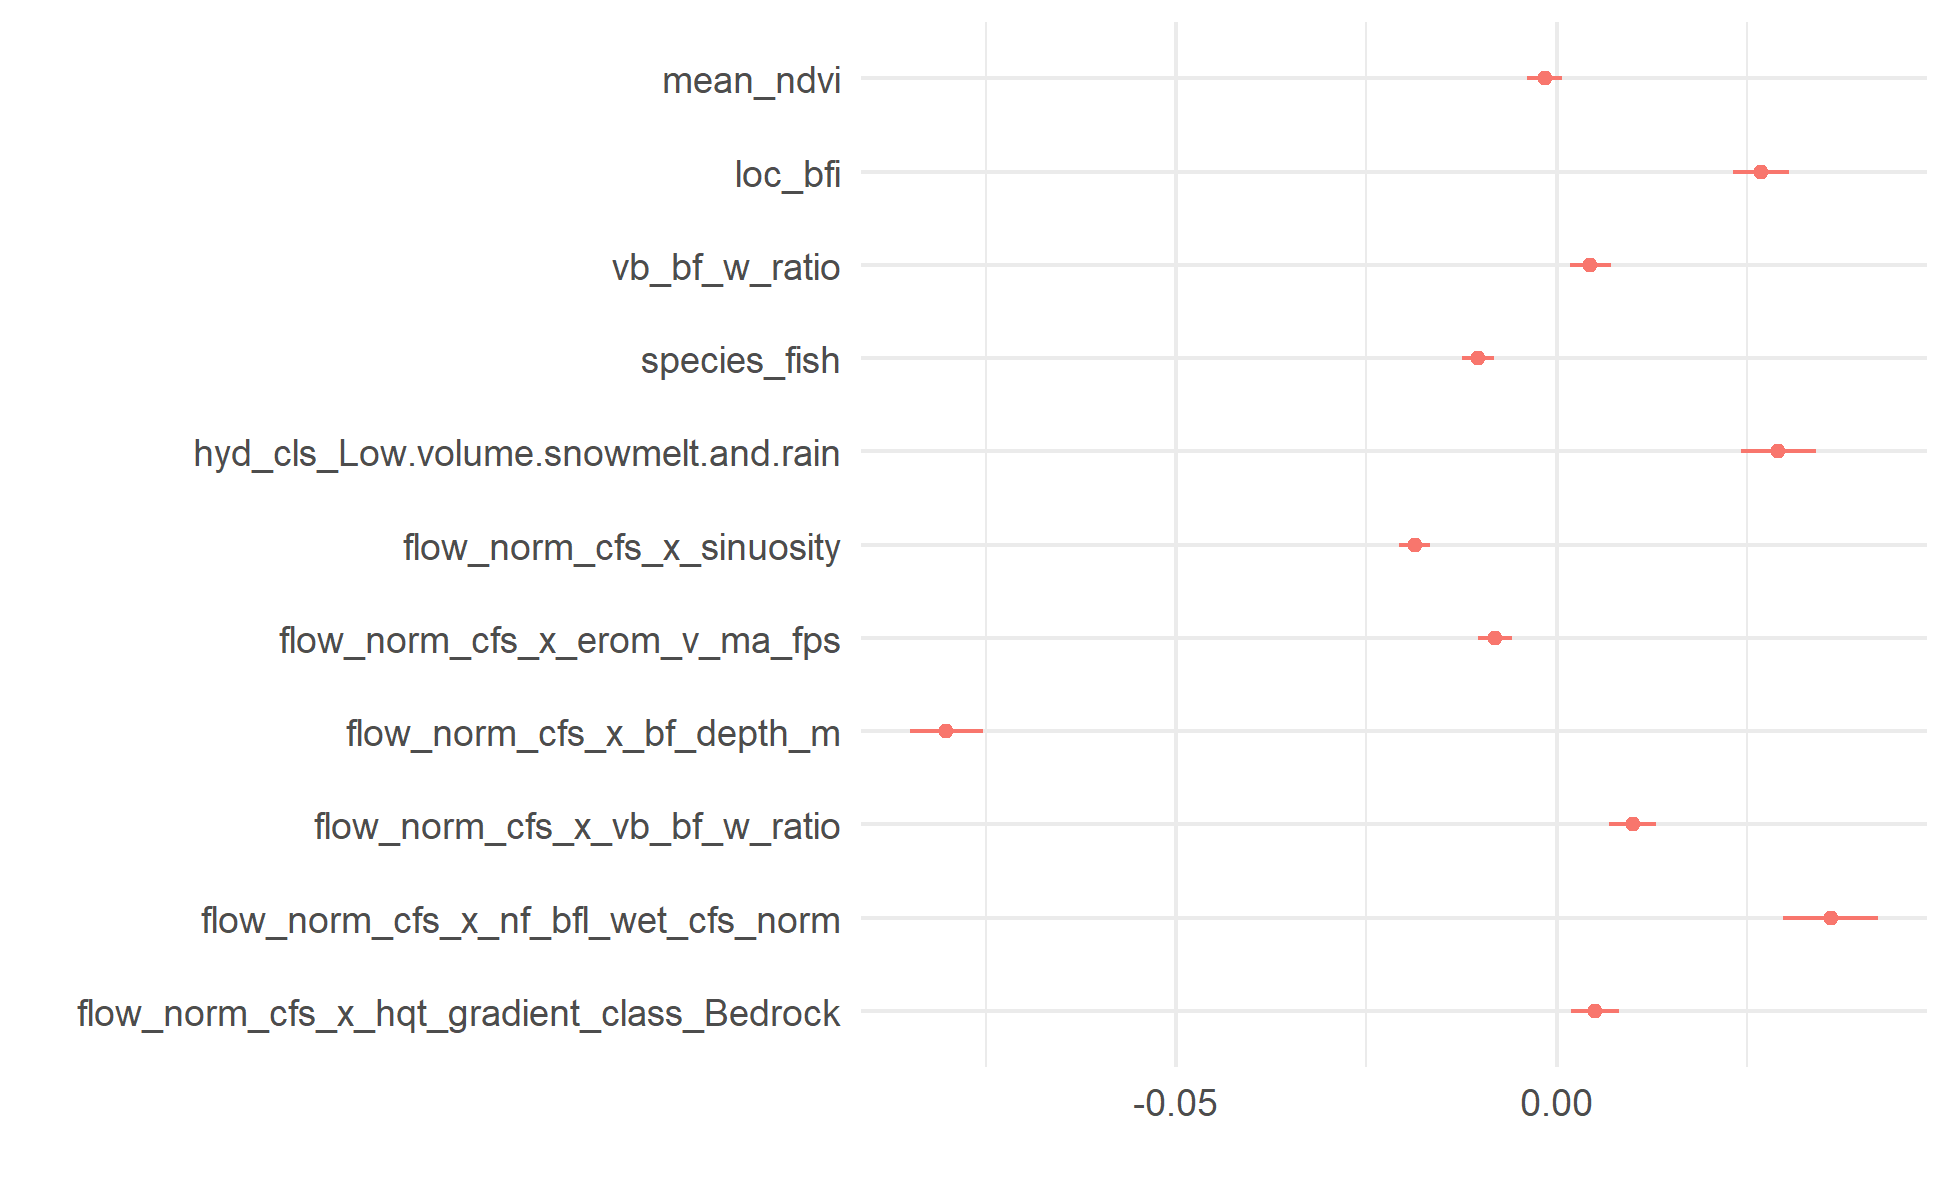 mean_ndvi
loc_bfi
vb_bf_w_ratio
species_fish
hyd_cls_Low.volume.snowmelt.and.rain
flow_norm_cfs_x_sinuosity
flow_norm_cfs_x_erom_v_ma_fps
flow_norm_cfs_x_bf_depth_m
flow_norm_cfs_x_vb_bf_w_ratio
flow_norm_cfs_x_nf_bfl_wet_cfs_norm
flow_norm_cfs_x_hqt_gradient_class_Bedrock
-0.05 0.00